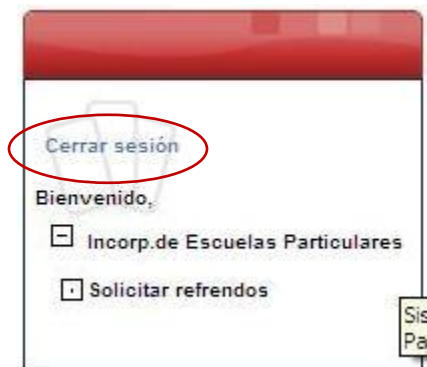 Cerrar sesión
Bienvenido,
Incorp.de Escuelas Particulares
Solicitar refrendos